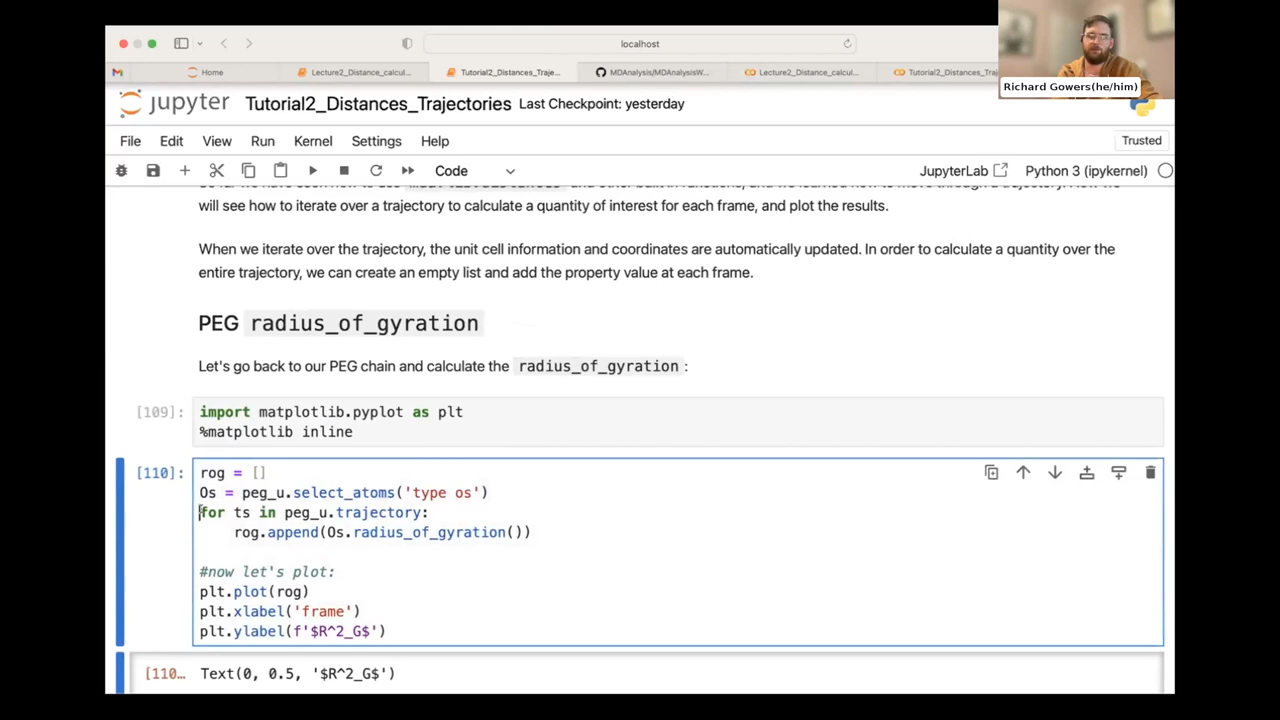 localhost
Home
Lecture2_Distance_calcul...
Tutorial2_Distances_Traje...
MDAnalysis/MDAnalysisW...
Lecture2_Distance_calcul...
Tutorial2_Distances_Tra
Richard Gowers(he/him)
jupyter Tutorial2_Distances_Trajectories Last Checkpoint: yesterday
File Edit View Run Kernel Settings Help Trusted
Code JupyterLab Python 3 (ipykernel)
will see how to iterate over a trajectory to calculate a quantity of interest for each frame, and plot the results.
When we iterate over the trajectory, the unit cell information and coordinates are automatically updated. In order to calculate a quantity over the
entire trajectory, we can create an empty list and add the property value at each frame.
PEG radius_of_gyration
Let's go back to our PEG chain and calculate the radius_of_gyration :
[109]: import matplotlib.pyplot as plt
%matplotlib inline
[110]: rog = []
Os = peg_u.select_atoms('type os')
for ts in peg_u.trajectory:
rog.append(Os.radius_of_gyration())
#now let's plot:
plt.plot(rog)
plt.xlabel('frame')
plt.ylabel(f'$R^2_G$')
[110… Text(0, 0.5, '$R^2_G$')